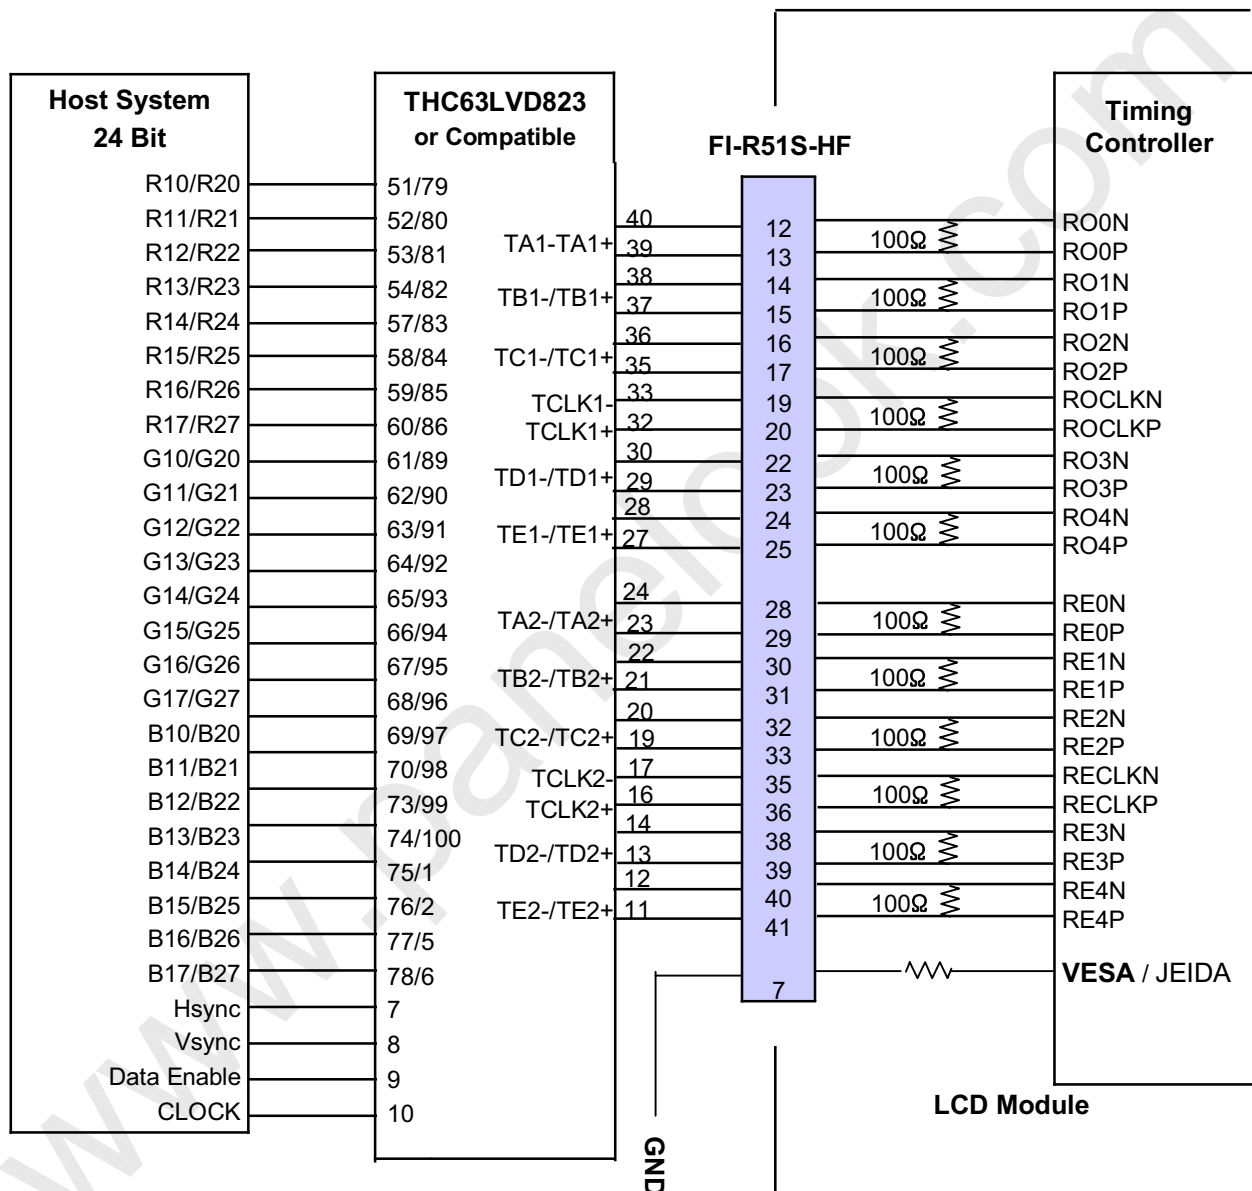 Host System
24 Bit
R10/R20
R11/R21
R12/R22
R13/R23
R14/R24
R15/R25
R16/R26
R17/R27
G10/G20
G11/G21
G12/G22
G13/G23
G14/G24
G15/G25
G16/G26
G17/G27
B10/B20
B11/B21
B12/B22
B13/B23
B14/B24
B15/B25
B16/B26
B17/B27
Hsync
Vsync
Data Enable
CLOCK
THC63LVD823
or Compatible
51/79
52/80
53/81
54/82
57/83
58/84
59/85
60/86
61/89
62/90
63/91
64/92
65/93
66/94
67/95
68/96
69/97
70/98
73/99
74/100
75/1
76/2
77/5
78/6
7
8
9
10
TA1-TA1+
TB1-/TB1+
TC1-/TC1+
TCLK1-
TCLK1+
TD1-/TD1+
TE1-/TE1+
TA2-/TA2+
TB2-/TB2+
TC2-/TC2+
TCLK2-
TCLK2+
TD2-/TD2+
TE2-/TE2+
40
39
38
37
36
35
33
32
30
29
28
27
24
23
22
21
20
19
17
16
14
13
12
11
GND
FI-R51S-HF
12
13
14
15
16
17
19
20
22
23
24
25
28
29
30
31
32
33
35
36
38
39
40
41
7
100Ω
100Ω
100Ω
100Ω
100Ω
100Ω
100Ω
100Ω
100Ω
100Ω
100Ω
100Ω
Timing
Controller
RO0N
RO0P
RO1N
RO1P
RO2N
RO2P
ROCLKN
ROCLKP
RO3N
RO3P
RO4N
RO4P
RE0N
RE0P
RE1N
RE1P
RE2N
RE2P
RECLKN
RECLKP
RE3N
RE3P
RE4N
RE4P
VESA / JEIDA
LCD Module
www.panelook.com